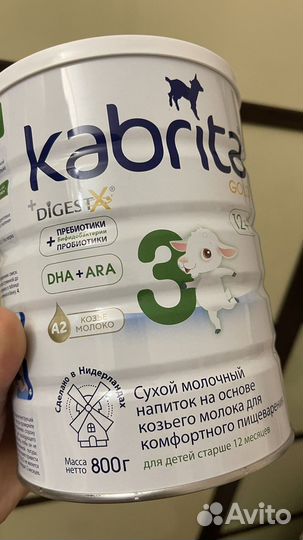 kabrita
GOLD
+DIGESTX®
+ ПРЕБИОТИКИ
Бифидобактерии
ПРОБИОТИКИ
DHA + ARA
3
12+
A2
КОЗЬЕ
МОЛОКО
Сделано в Нидерландах
Масса
нетто
800г
Сухой молочный
напиток на основе
козьего молока для
комфортного пищеварения
для детей старше 12 месяцев
Avito